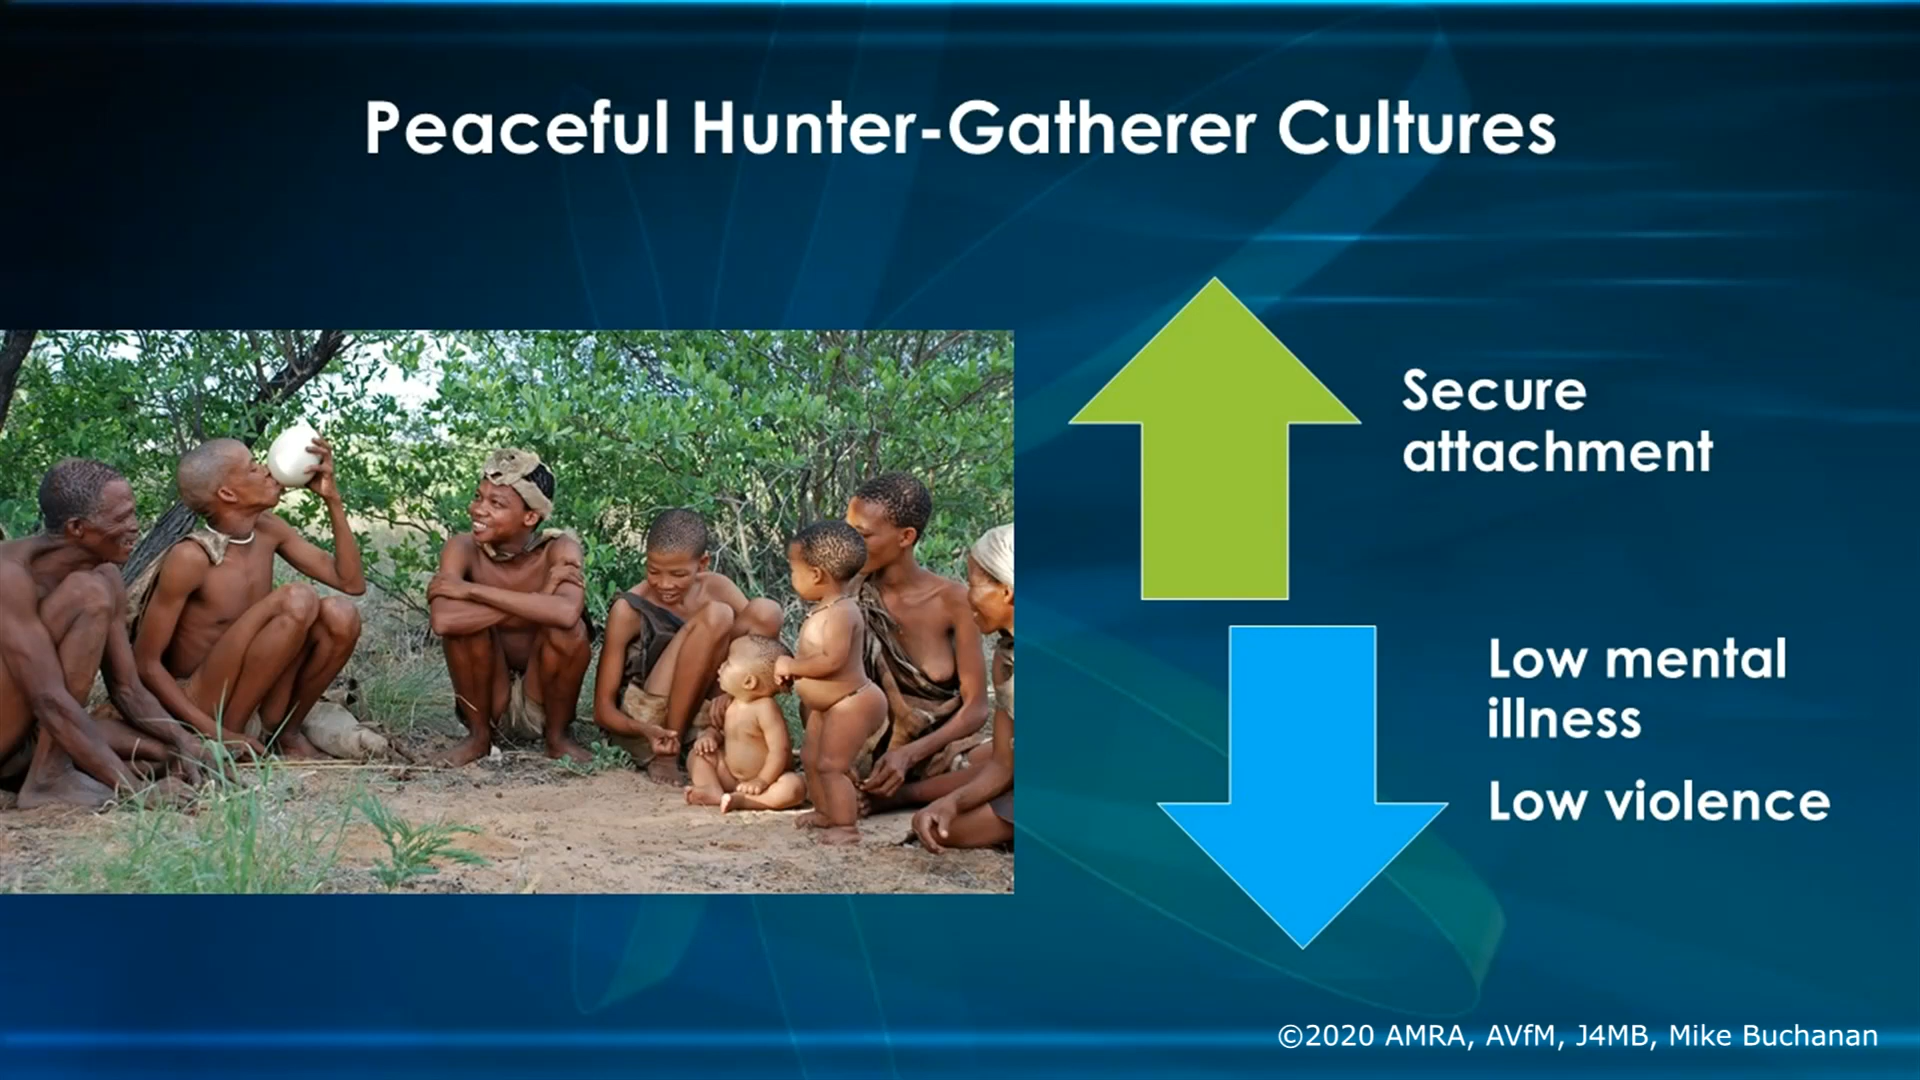 Peaceful Hunter-Gatherer Cultures
Secure
attachment
Low mental
illness
Low violence
©2020 AMRA, AVfM, J4MB, Mike Buchanan